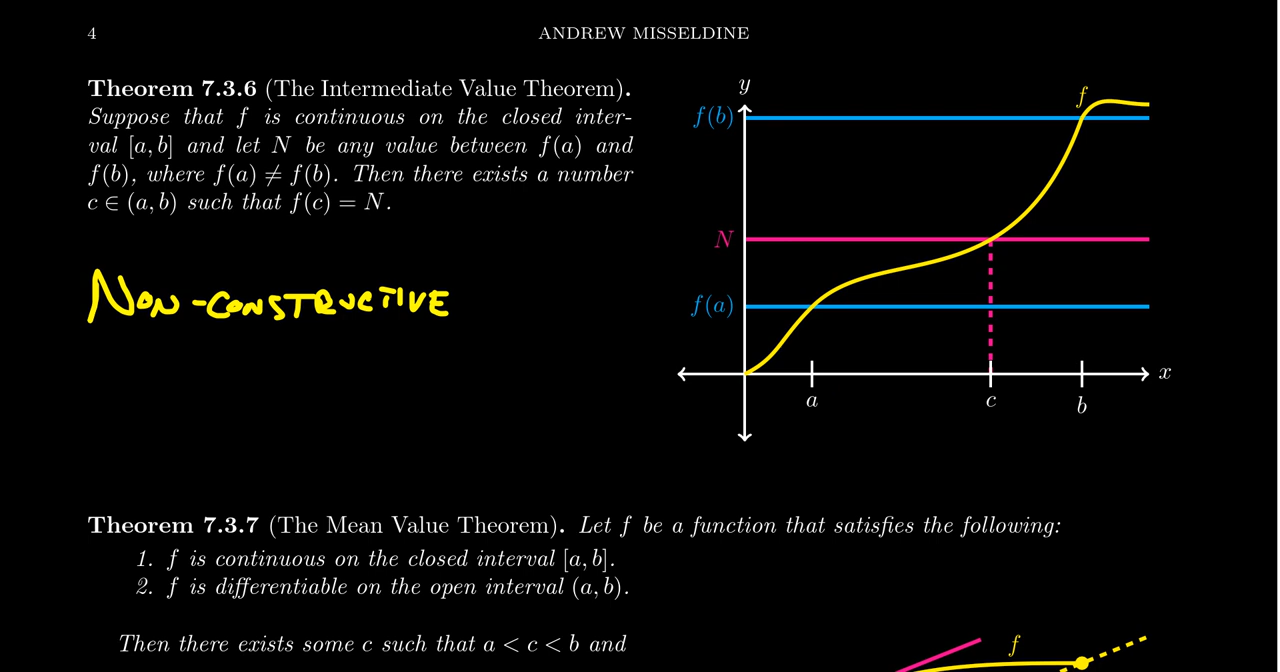 4
ANDREW MISSELDINE
Theorem 7.3.6 (The Intermediate Value Theorem).
Suppose that f is continuous on the closed inter-
val [a, b] and let N be any value between f(a) and
f(b), where f(a) ≠ f(b). Then there exists a number
c ∈ (a, b) such that f(c) = N.
NON-CONSTRUCTIVE
y
f
f(b)
N
f(a)
x
a
c
b
Theorem 7.3.7 (The Mean Value Theorem). Let f be a function that satisfies the following:
1. f is continuous on the closed interval [a, b].
2. f is differentiable on the open interval (a, b).
Then there exists some c such that a < c < b and
f